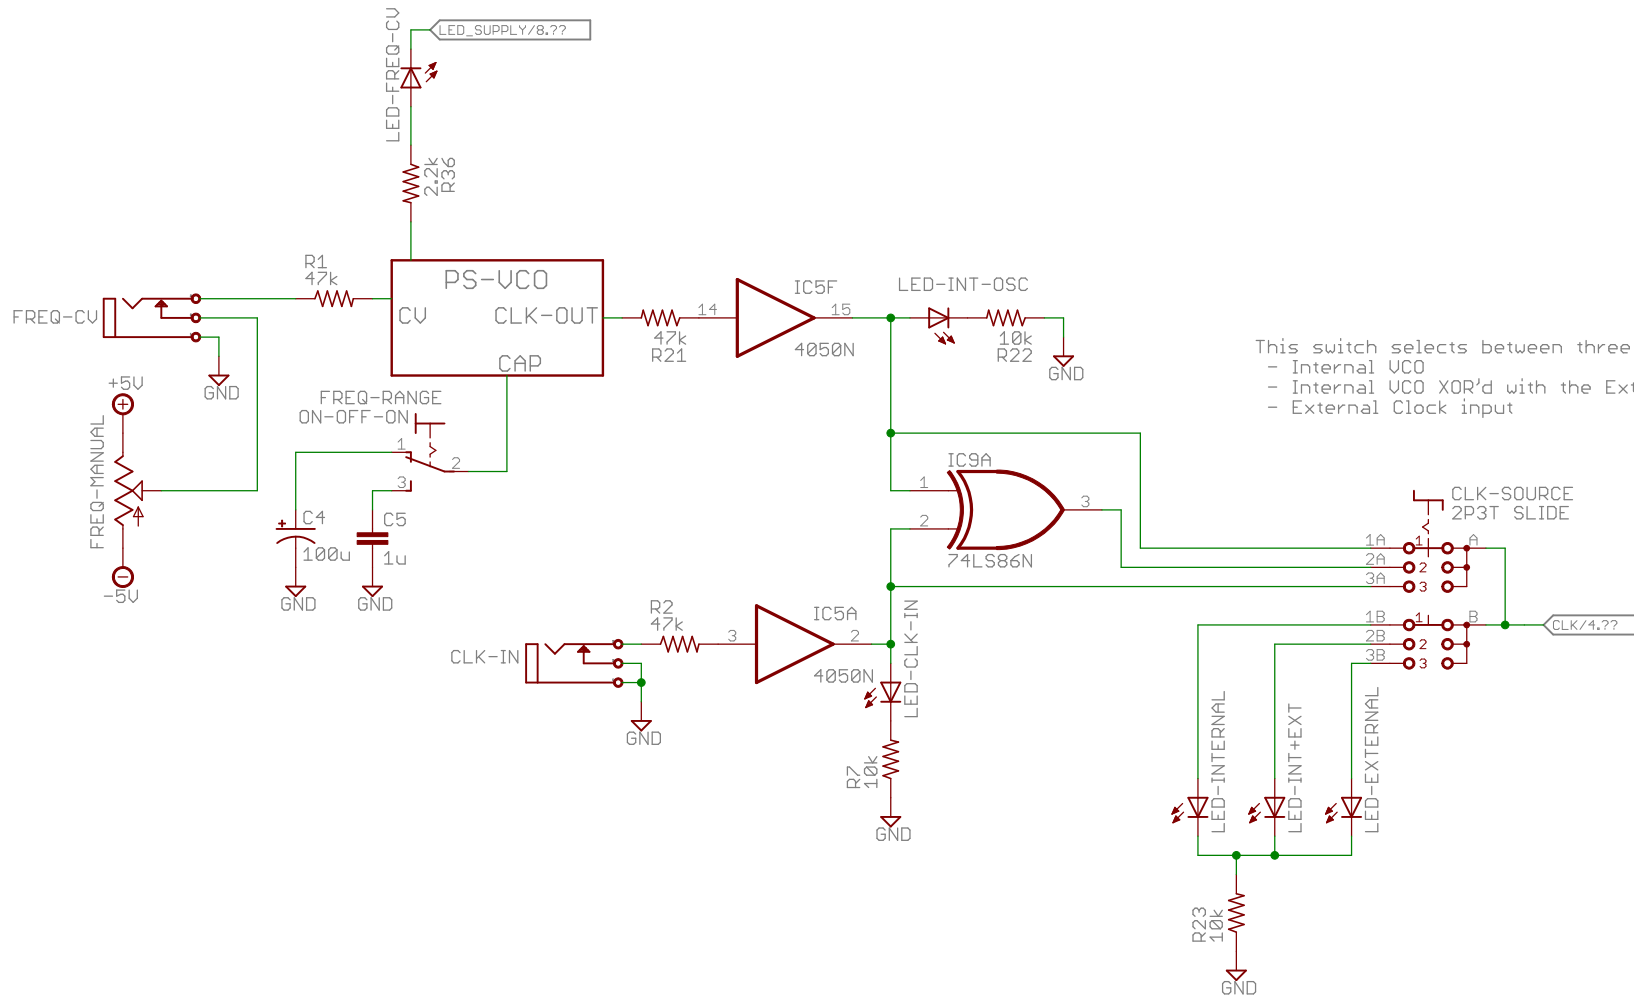 LED_SUPPLY/8.??
LED-FREQ-CV
2.2k
R36
R1
47k
PS-VCO
CV
CLK-OUT
CAP
FREQ-CV
GND
+5V
FREQ-MANUAL
-5V
FREQ-RANGE
ON-OFF-ON
1
2
3
C4
100u
GND
C5
1u
GND
47k
R21
14
IC5F
15
4050N
LED-INT-OSC
10k
R22
GND
This switch selects between three
- Internal VCO
- Internal VCO XOR'd with the Ext
- External Clock input
IC9A
1
2
3
74LS86N
CLK-SOURCE
2P3T SLIDE
1A
1
A
2A
2
3A
3
1B
1
B
2B
2
3B
3
CLK/4.??
CLK-IN
GND
R2
47k
3
IC5A
2
4050N
LED-CLK-IN
R7
10k
GND
LED-INTERNAL
LED-INT+EXT
LED-EXTERNAL
R23
10k
GND